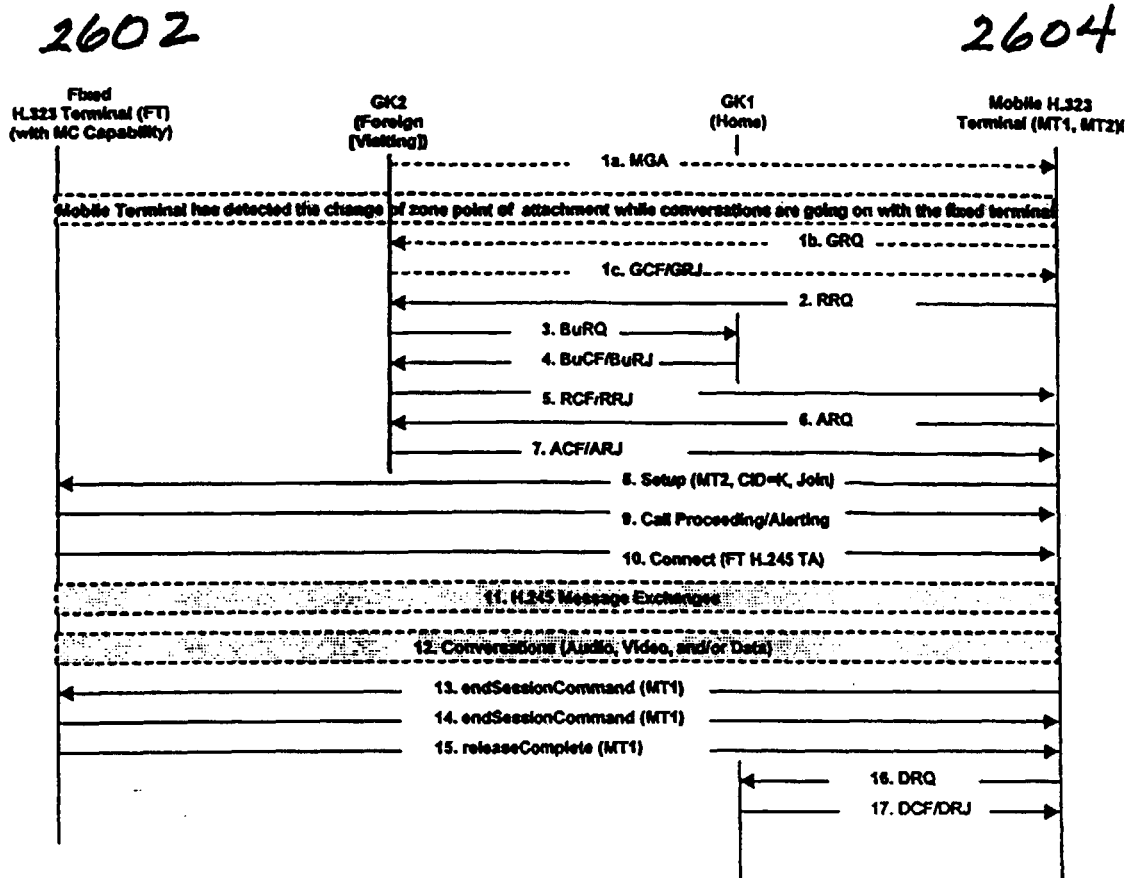 2602
2604
Fixed
H.323 Terminal (FT)
(with MC Capability)
GK2
(Foreign
[Visiting])
GK1
(Home)
Mobile H.323
Terminal (MT1, MT2)
1a. MGA
Mobile Terminal has detected the change of zone point of attachment while conversations are going on with the fixed terminal
1b. GRQ
1c. GCF/GRJ
2. RRQ
3. BuRQ
4. BuCF/BuRJ
5. RCF/RRJ
6. ARQ
7. ACF/ARJ
8. Setup (MT2, CID=K, Join)
9. Call Proceeding/Alerting
10. Connect (FT H.245 TA)
11. H.245 Message Exchanges
12. Conversations (Audio, Video, and/or Data)
13. endSessionCommand (MT1)
14. endSessionCommand (MT1)
15. releaseComplete (MT1)
16. DRQ
17. DCF/DRJ